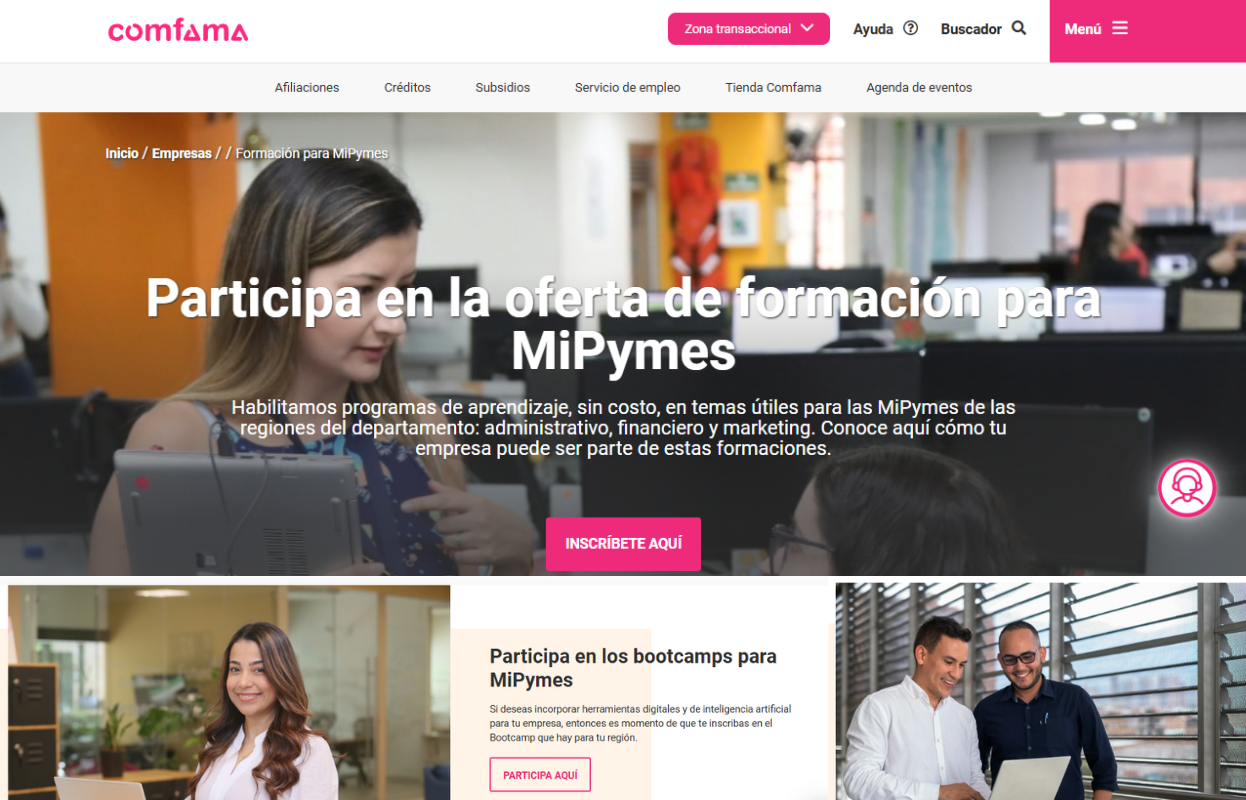 comfama
Zona transaccional
Ayuda
Buscador
Menú
Afiliaciones
Créditos
Subsidios
Servicio de empleo
Tienda Comfama
Agenda de eventos
Inicio / Empresas / / Formación para MiPymes
Participa en la oferta de formación para
MiPymes
Habilitamos programas de aprendizaje, sin costo, en temas útiles para las MiPymes de las
regiones del departamento: administrativo, financiero y marketing. Conoce aquí cómo tu
empresa puede ser parte de estas formaciones.
INSCRÍBETE AQUÍ
Participa en los bootcamps para
MiPymes
Si deseas incorporar herramientas digitales y de inteligencia artificial
para tu empresa, entonces es momento de que te inscribas en el
Bootcamp que hay para tu región.
PARTICIPA AQUÍ